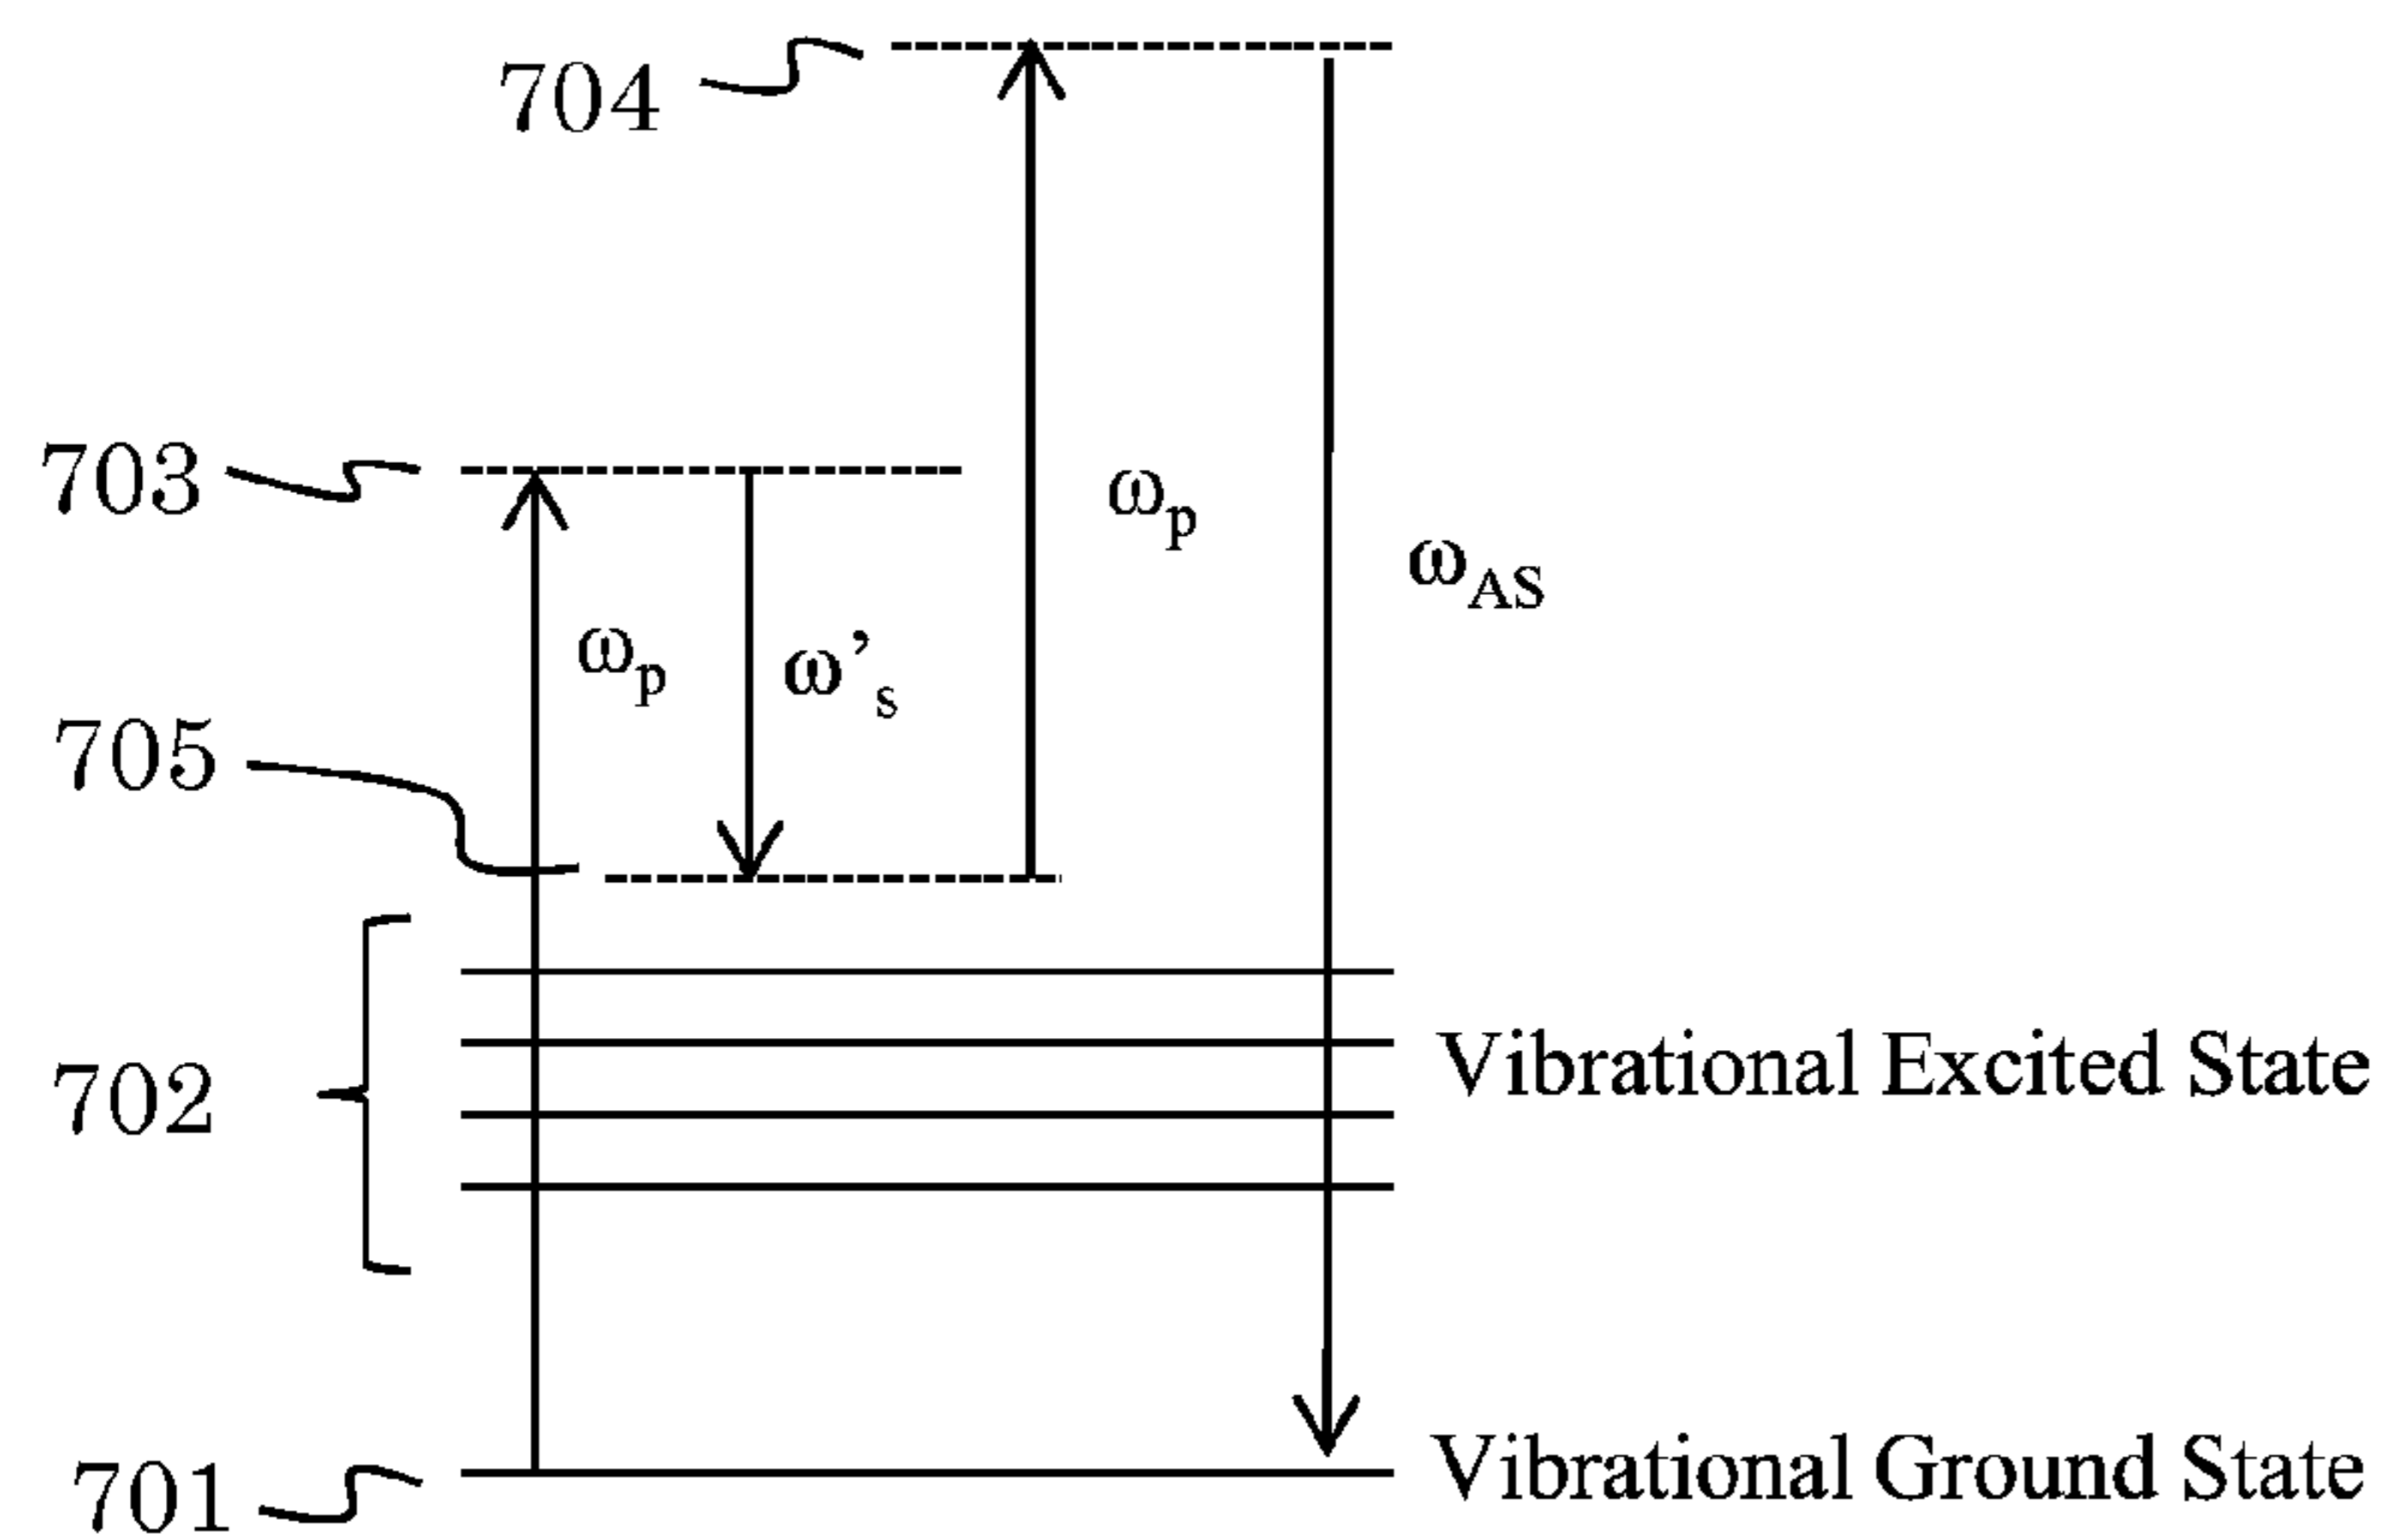 704
703
ωp
ωAS
ωp
ω’s
705
702
Vibrational Excited State
701
Vibrational Ground State